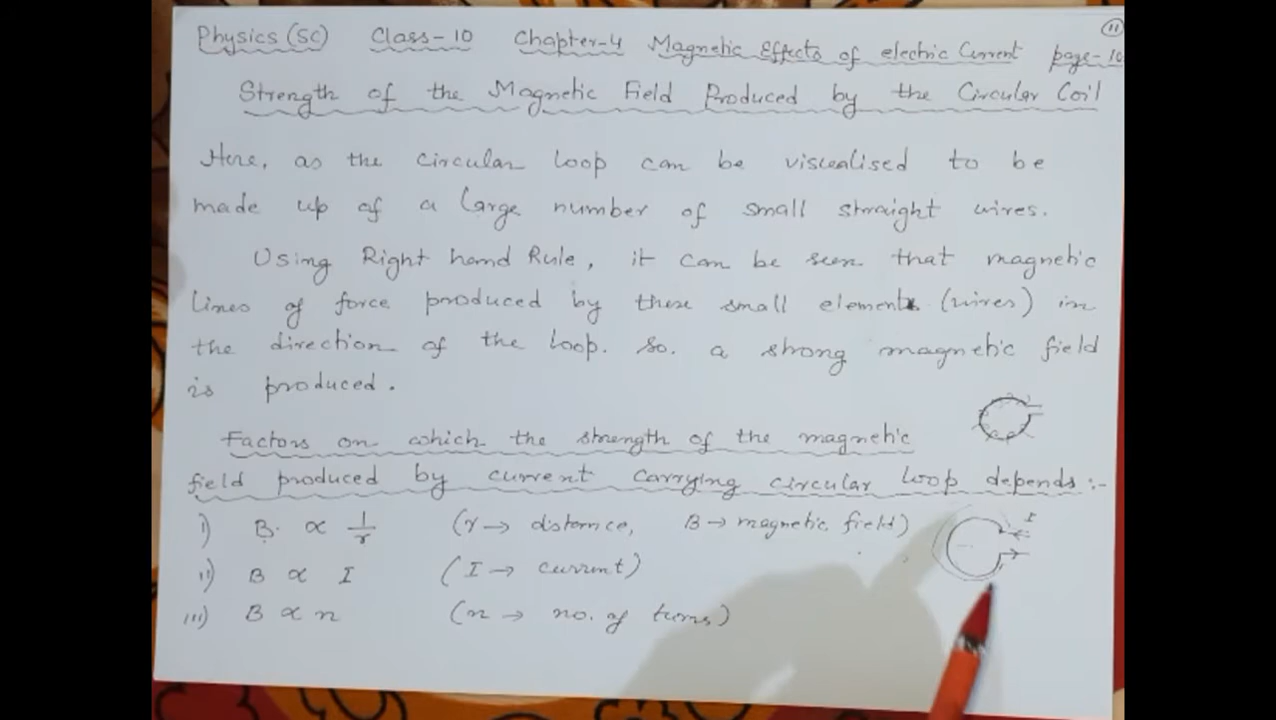 Physics (SC) Class-10 Chapter-4 Magnetic Effects of electric Current page-10
11
Strength of the Magnetic Field Produced by the Circular Coil
Here, as the circular loop can be visualised to be
made up of a large number of small straight wires.
Using Right hand Rule, it can be seen that magnetic
lines of force produced by these small elements (wires) in
the direction of the loop. So. a strong magnetic field
is produced.
Factors on which the strength of the magnetic
field produced by current carrying circular loop depends :-
i) B ∝ 1/r (r → distance, B → magnetic field)
I
ii) B ∝ I (I → current)
iii) B ∝ n (n → no. of turns)